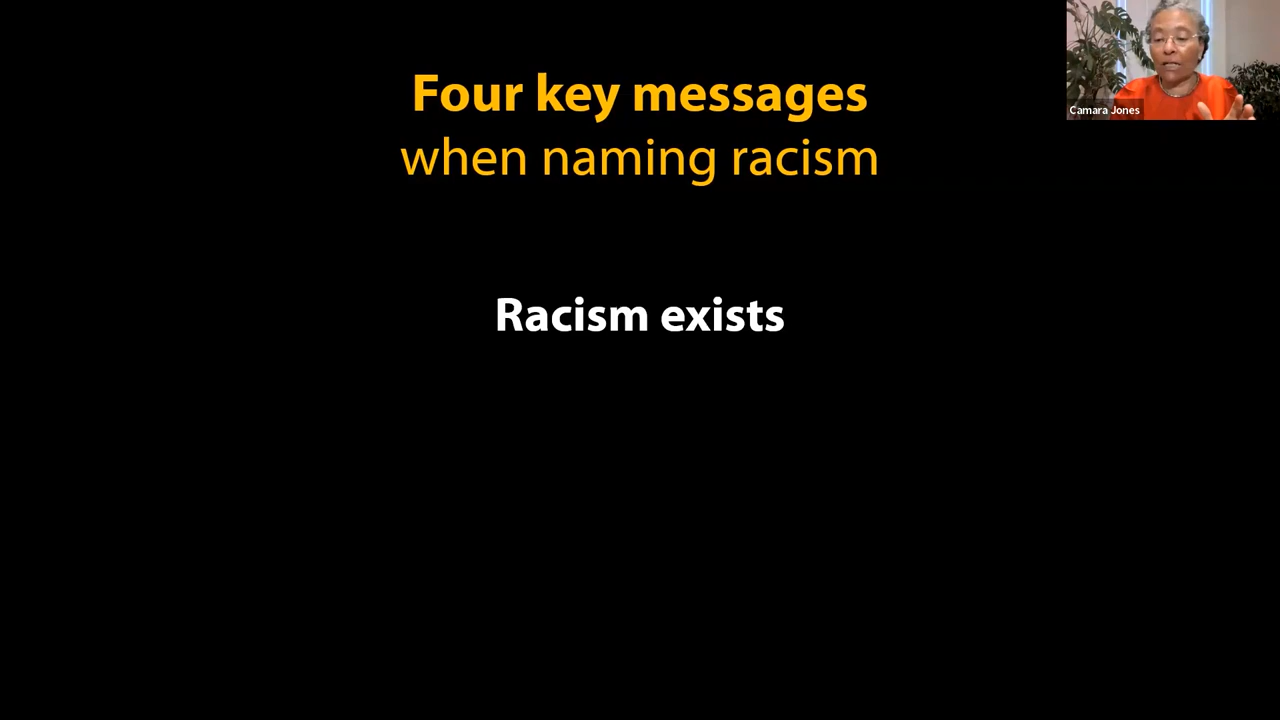 Four key messages
when naming racism
Racism exists
Camara Jones